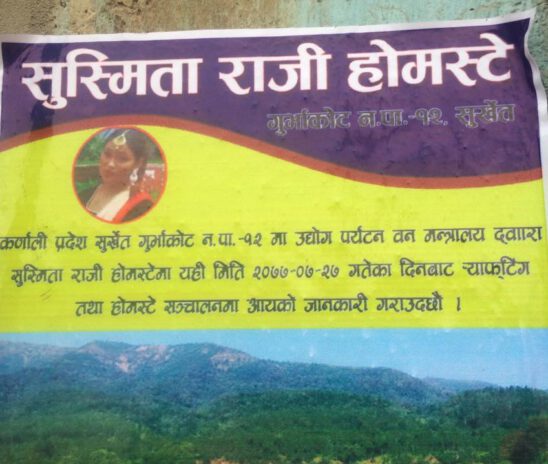 सुस्मिता राजी होमस्टे
गुर्भाकोट न.पा.-१२, सुर्खेत
कर्णाली प्रदेश सुर्खेत गुर्भाकोट न.पा.-१२ मा उद्योग पर्यटन वन मन्त्रालय दवारा
सुस्मिता राजी होमस्टेमा यही मिति २०७७-०७-२७ गतेका दिनबाट र्‍याफ्टिंग
तथा होमस्टे सञ्चालनमा आयको जानकारी गराउदछौ ।